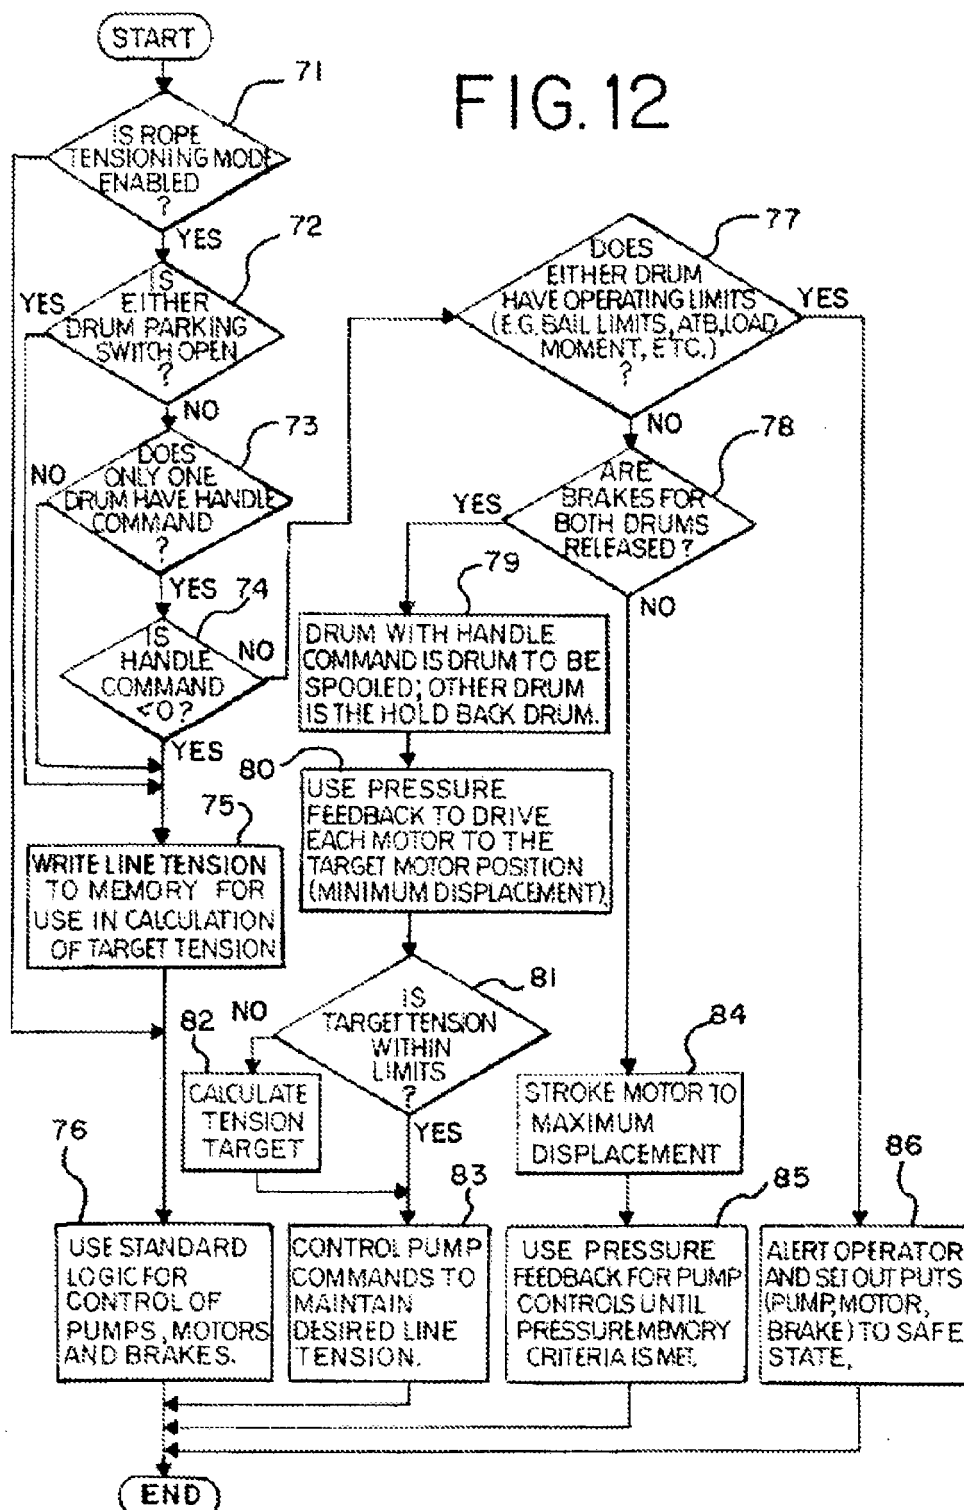 START
FIG. 12
71
IS ROPE
TENSIONING MODE
ENABLED
?
YES
72
IS
EITHER
DRUM PARKING
SWITCH OPEN
?
YES
NO
73
DOES
ONLY ONE
DRUM HAVE HANDLE
COMMAND
?
NO
YES
74
IS
HANDLE
COMMAND
<0?
NO
YES
75
WRITE LINE TENSION
TO MEMORY FOR
USE IN CALCULATION
OF TARGET TENSION
76
USE STANDARD
LOGIC FOR
CONTROL OF
PUMPS, MOTORS
AND BRAKES.
77
DOES
EITHER DRUM
HAVE OPERATING LIMITS
(E.G. BAIL LIMITS, ATB, LOAD
MOMENT, ETC.)
?
YES
NO
78
ARE
BRAKES FOR
BOTH DRUMS
RELEASED?
YES
NO
79
DRUM WITH HANDLE
COMMAND IS DRUM TO BE
SPOOLED; OTHER DRUM
IS THE HOLD BACK DRUM.
80
USE PRESSURE
FEEDBACK TO DRIVE
EACH MOTOR TO THE
TARGET MOTOR POSITION
(MINIMUM DISPLACEMENT).
81
IS
TARGET TENSION
WITHIN
LIMITS
?
NO
YES
82
CALCULATE
TENSION
TARGET
83
CONTROL PUMP
COMMANDS TO
MAINTAIN
DESIRED LINE
TENSION.
84
STROKE MOTOR TO
MAXIMUM
DISPLACEMENT
85
USE PRESSURE
FEEDBACK FOR PUMP
CONTROLS UNTIL
PRESSURE MEMORY
CRITERIA IS MET.
86
ALERT OPERATOR
AND SET OUT PUTS
(PUMP, MOTOR,
BRAKE) TO SAFE
STATE.
END